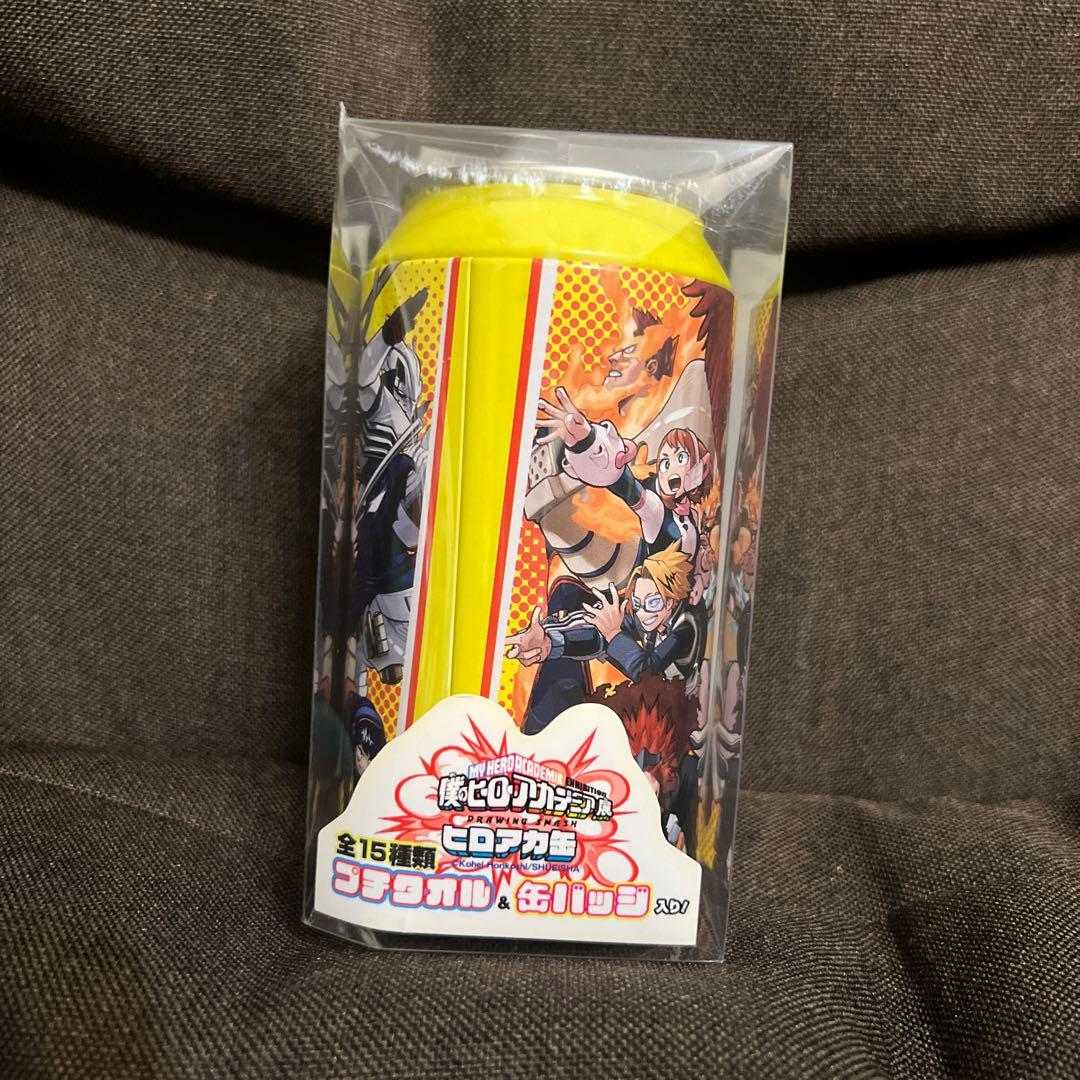 MY HERO ACADEMIA EXHIBITION
僕のヒーローアカデミア展
DRAWING SMASH
ヒロアカ缶
全15種類
©Kohei Horikoshi/SHUEISHA
プチタオル & 缶バッジ 入り!